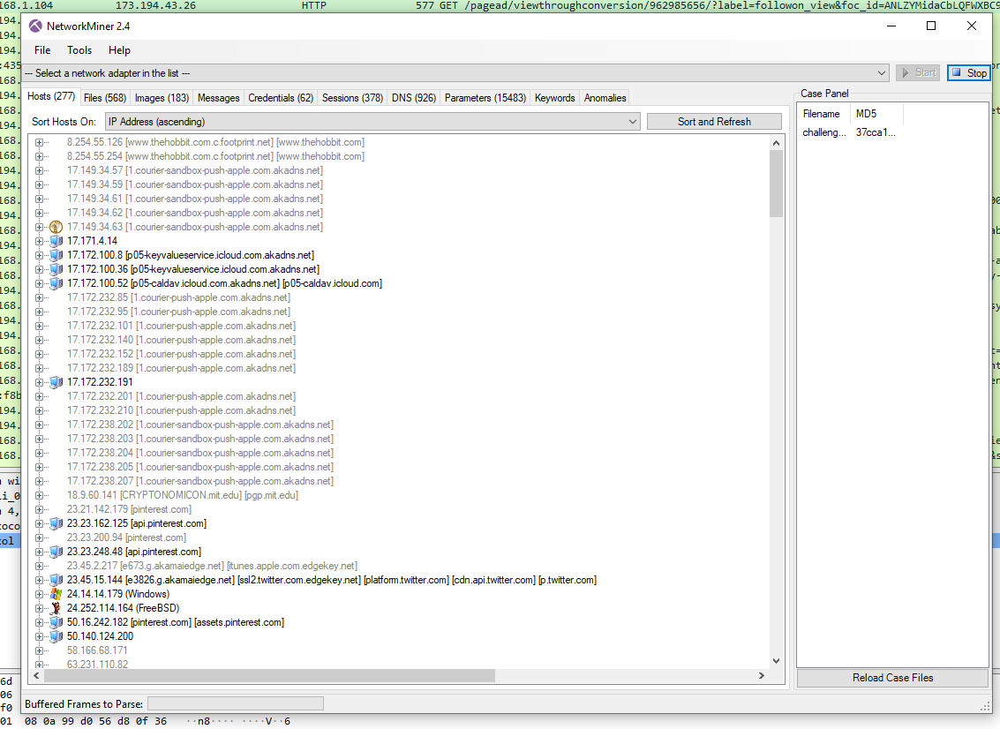 168.1.104 173.194.43.26 HTTP 577 GET /pagead/viewthroughconversion/962985656/?label=followon_view&foc_id=ANLZYMidaCbLQFWXBC9
NetworkMiner 2.4
File Tools Help
--- Select a network adapter in the list ---
Start
Stop
Hosts (277) Files (568) Images (183) Messages Credentials (62) Sessions (378) DNS (926) Parameters (15483) Keywords Anomalies
Sort Hosts On: IP Address (ascending) Sort and Refresh
8.254.55.126 [www.thehobbit.com.c.footprint.net] [www.thehobbit.com]
8.254.55.254 [www.thehobbit.com.c.footprint.net] [www.thehobbit.com]
17.149.34.57 [1.courier-sandbox-push-apple.com.akadns.net]
17.149.34.59 [1.courier-sandbox-push-apple.com.akadns.net]
17.149.34.61 [1.courier-sandbox-push-apple.com.akadns.net]
17.149.34.62 [1.courier-sandbox-push-apple.com.akadns.net]
17.149.34.63 [1.courier-sandbox-push-apple.com.akadns.net]
17.171.4.14
17.172.100.8 [p05-keyvalueservice.icloud.com.akadns.net]
17.172.100.36 [p05-keyvalueservice.icloud.com.akadns.net]
17.172.100.52 [p05-caldav.icloud.com.akadns.net] [p05-caldav.icloud.com]
17.172.232.85 [1.courier-push-apple.com.akadns.net]
17.172.232.95 [1.courier-push-apple.com.akadns.net]
17.172.232.101 [1.courier-push-apple.com.akadns.net]
17.172.232.140 [1.courier-push-apple.com.akadns.net]
17.172.232.152 [1.courier-push-apple.com.akadns.net]
17.172.232.189 [1.courier-push-apple.com.akadns.net]
17.172.232.191
17.172.232.201 [1.courier-push-apple.com.akadns.net]
17.172.232.210 [1.courier-push-apple.com.akadns.net]
17.172.238.202 [1.courier-sandbox-push-apple.com.akadns.net]
17.172.238.203 [1.courier-sandbox-push-apple.com.akadns.net]
17.172.238.204 [1.courier-sandbox-push-apple.com.akadns.net]
17.172.238.205 [1.courier-sandbox-push-apple.com.akadns.net]
17.172.238.207 [1.courier-sandbox-push-apple.com.akadns.net]
18.9.60.141 [CRYPTONOMICON.mit.edu] [pgp.mit.edu]
23.21.142.179 [pinterest.com]
23.23.162.125 [api.pinterest.com]
23.23.200.94 [pinterest.com]
23.23.248.48 [api.pinterest.com]
23.45.2.217 [e673.g.akamaiedge.net] [itunes.apple.com.edgekey.net]
23.45.15.144 [e3826.g.akamaiedge.net] [ssl2.twitter.com.edgekey.net] [platform.twitter.com] [cdn.api.twitter.com] [p.twitter.com]
24.14.14.179 (Windows)
24.252.114.164 (FreeBSD)
50.16.242.182 [pinterest.com] [assets.pinterest.com]
50.140.124.200
58.166.68.171
63.231.110.82
Case Panel
Filename MD5
challeng... 37cca1...
Reload Case Files
Buffered Frames to Parse:
01 08 0a 99 d0 56 d8 0f 36 ··n8···· ····V··6